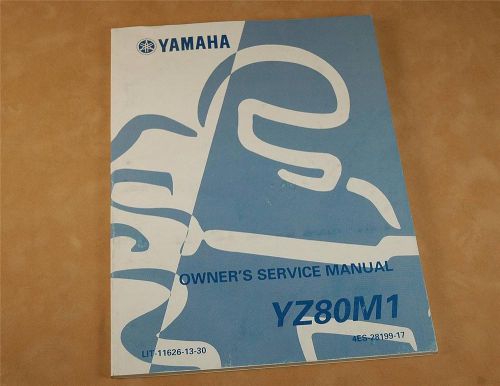 YAMAHA
OWNER'S SERVICE MANUAL
YZ80M1
LIT-11626-13-30
4ES-28199-17